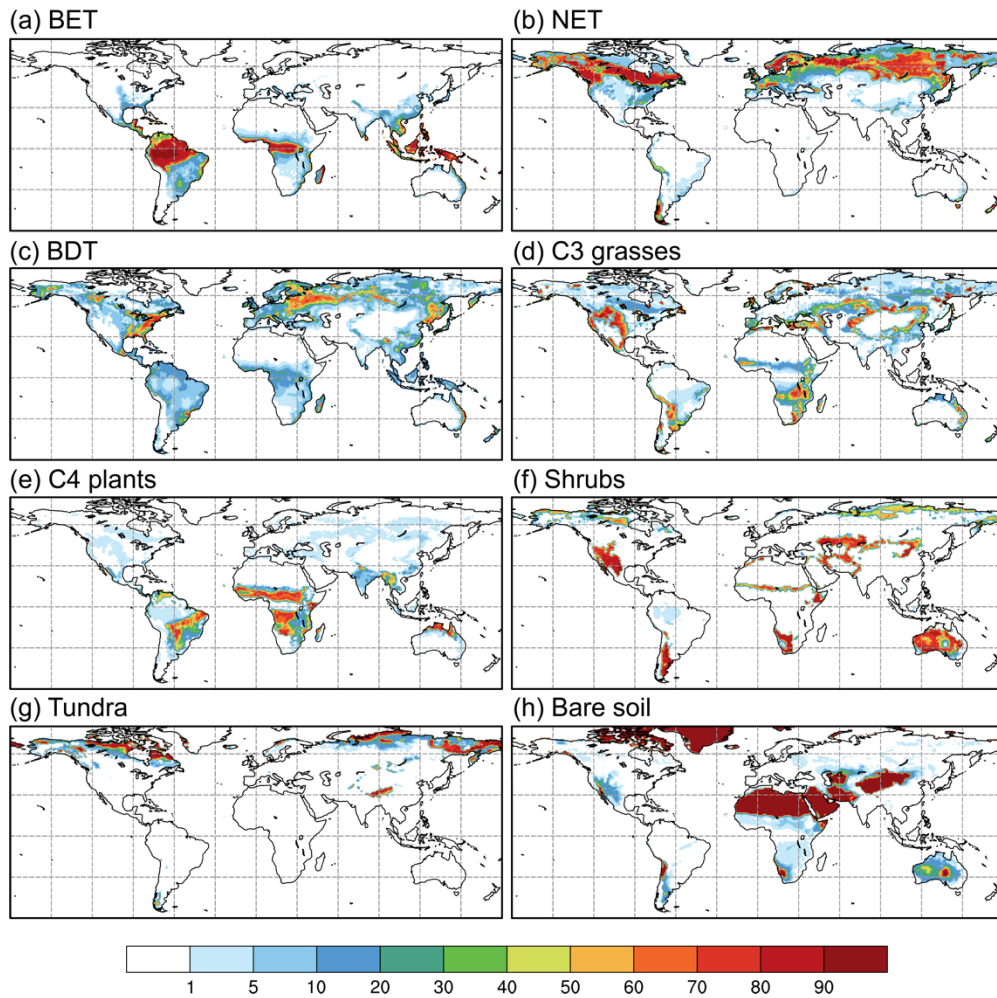 (a) BET
(b) NET
(c) BDT
(d) C3 grasses
(e) C4 plants
(f) Shrubs
(g) Tundra
(h) Bare soil
1 5 10 20 30 40 50 60 70 80 90